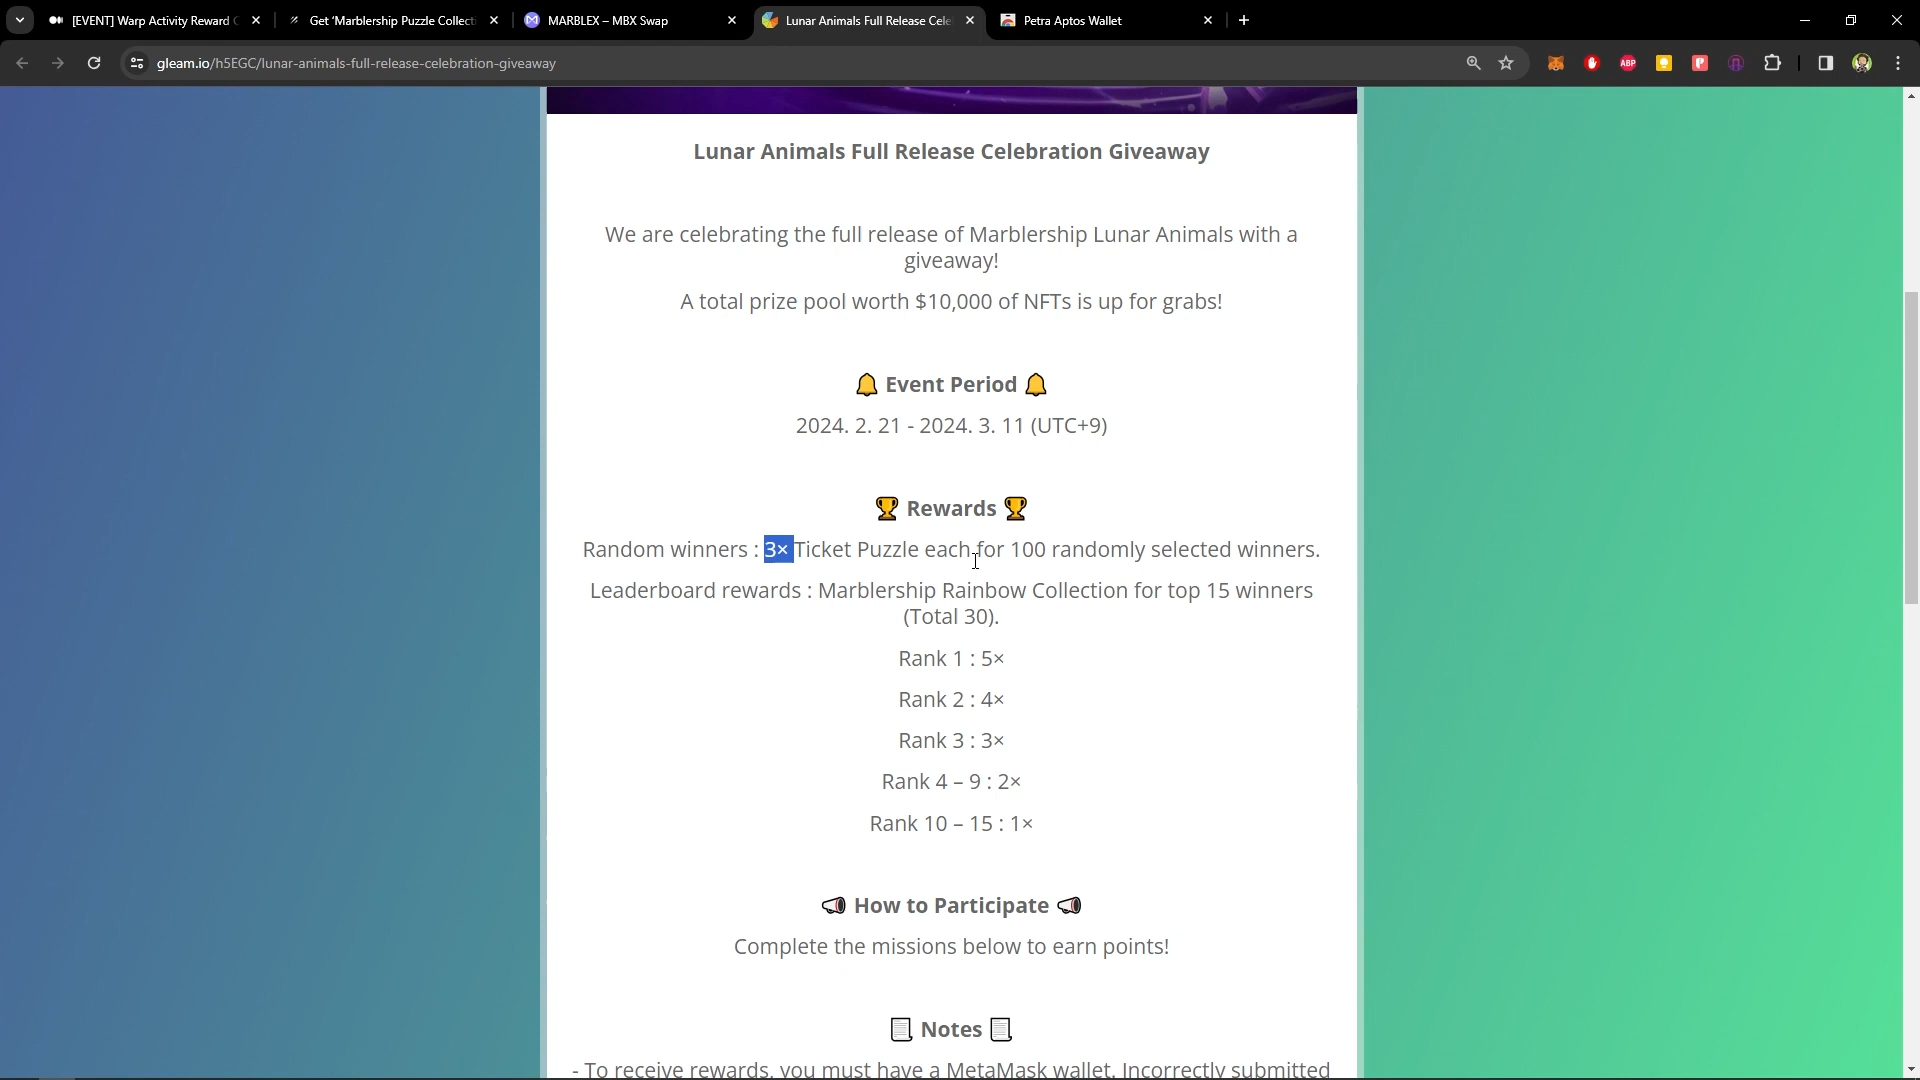 [EVENT] Warp Activity Reward
Get 'Marblership Puzzle Collecti
MARBLEX – MBX Swap
Lunar Animals Full Release Cele
Petra Aptos Wallet
gleam.io/h5EGC/lunar-animals-full-release-celebration-giveaway
ABP
Lunar Animals Full Release Celebration Giveaway
We are celebrating the full release of Marblership Lunar Animals with a
giveaway!
A total prize pool worth $10,000 of NFTs is up for grabs!
🔔 Event Period 🔔
2024. 2. 21 - 2024. 3. 11 (UTC+9)
🏆 Rewards 🏆
Random winners : 3× Ticket Puzzle each for 100 randomly selected winners.
Leaderboard rewards : Marblership Rainbow Collection for top 15 winners
(Total 30).
Rank 1 : 5×
Rank 2 : 4×
Rank 3 : 3×
Rank 4 – 9 : 2×
Rank 10 – 15 : 1×
📢 How to Participate 📢
Complete the missions below to earn points!
📃 Notes 📃
- To receive rewards, you must have a MetaMask wallet. Incorrectly submitted